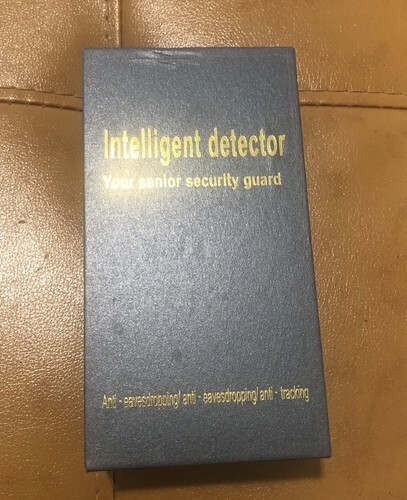 Intelligent detector
Your senior security guard
Anti - eavesdropping/ anti - eavesdropping/ anti - tracking